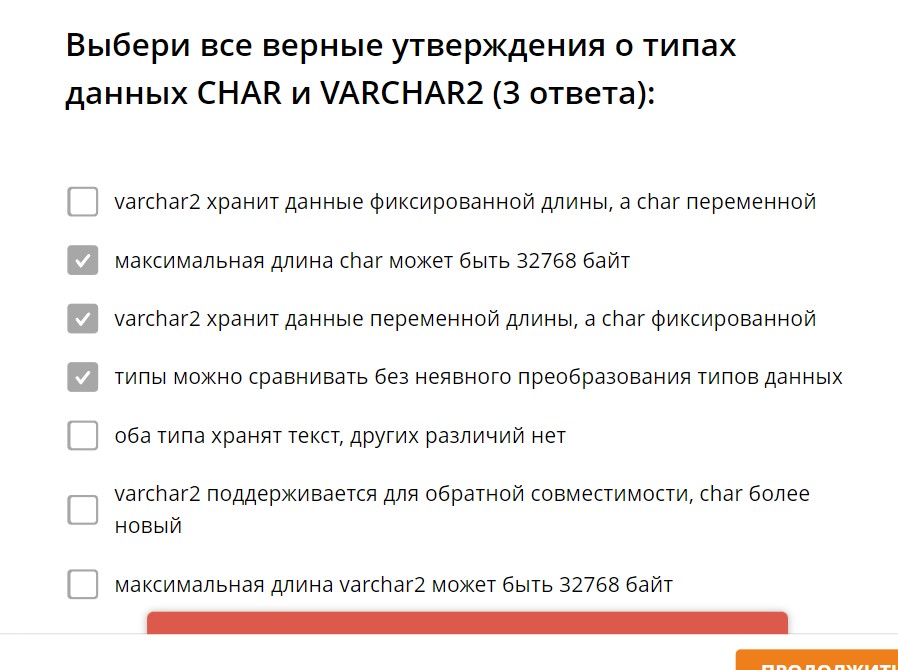 Выбери все верные утверждения о типах
данных CHAR и VARCHAR2 (3 ответа):
varchar2 хранит данные фиксированной длины, а char переменной
максимальная длина char может быть 32768 байт
varchar2 хранит данные переменной длины, а char фиксированной
типы можно сравнивать без неявного преобразования типов данных
оба типа хранят текст, других различий нет
varchar2 поддерживается для обратной совместимости, char более
новый
максимальная длина varchar2 может быть 32768 байт
ПРОДОЛЖИТЬ